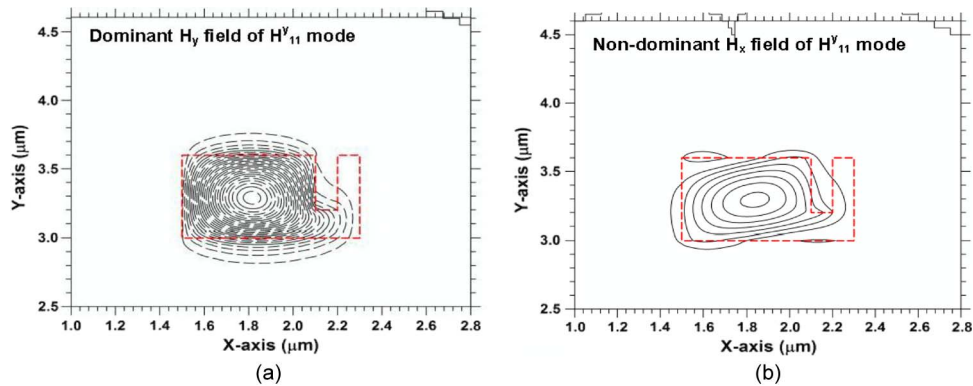 Dominant Hy field of H^y_11 mode
4.5
4.0
3.5
3.0
2.5
Y-axis (μm)
1.0 1.2 1.4 1.6 1.8 2.0 2.2 2.4 2.6 2.8
X-axis (μm)
(a)
Non-dominant Hx field of H^y_11 mode
4.5
4.0
3.5
3.0
2.5
Y-axis (μm)
1.0 1.2 1.4 1.6 1.8 2.0 2.2 2.4 2.6 2.8
X-axis (μm)
(b)